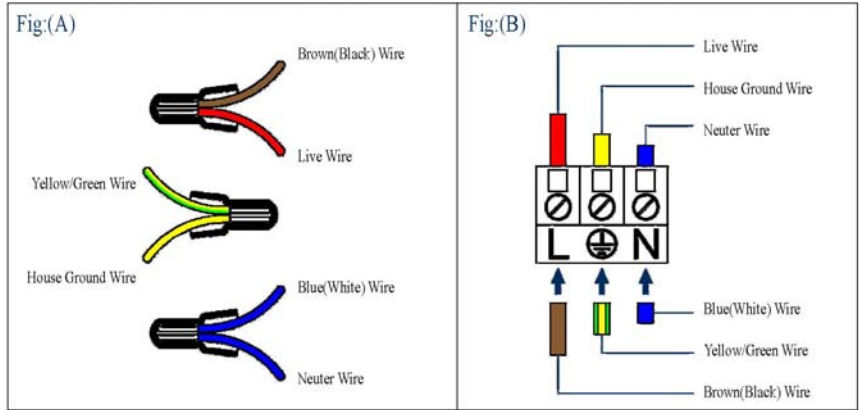 Fig:(A)
Brown(Black) Wire
Live Wire
Yellow/Green Wire
House Ground Wire
Blue(White) Wire
Neuter Wire
Fig:(B)
Live Wire
House Ground Wire
Neuter Wire
L N
Blue(White) Wire
Yellow/Green Wire
Brown(Black) Wire